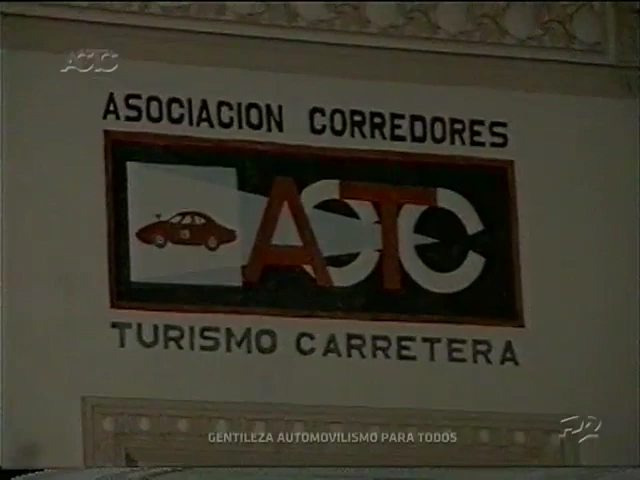 ACTC
ASOCIACION CORREDORES
ACTC
TURISMO CARRETERA
GENTILEZA AUTOMOVILISMO PARA TODOS